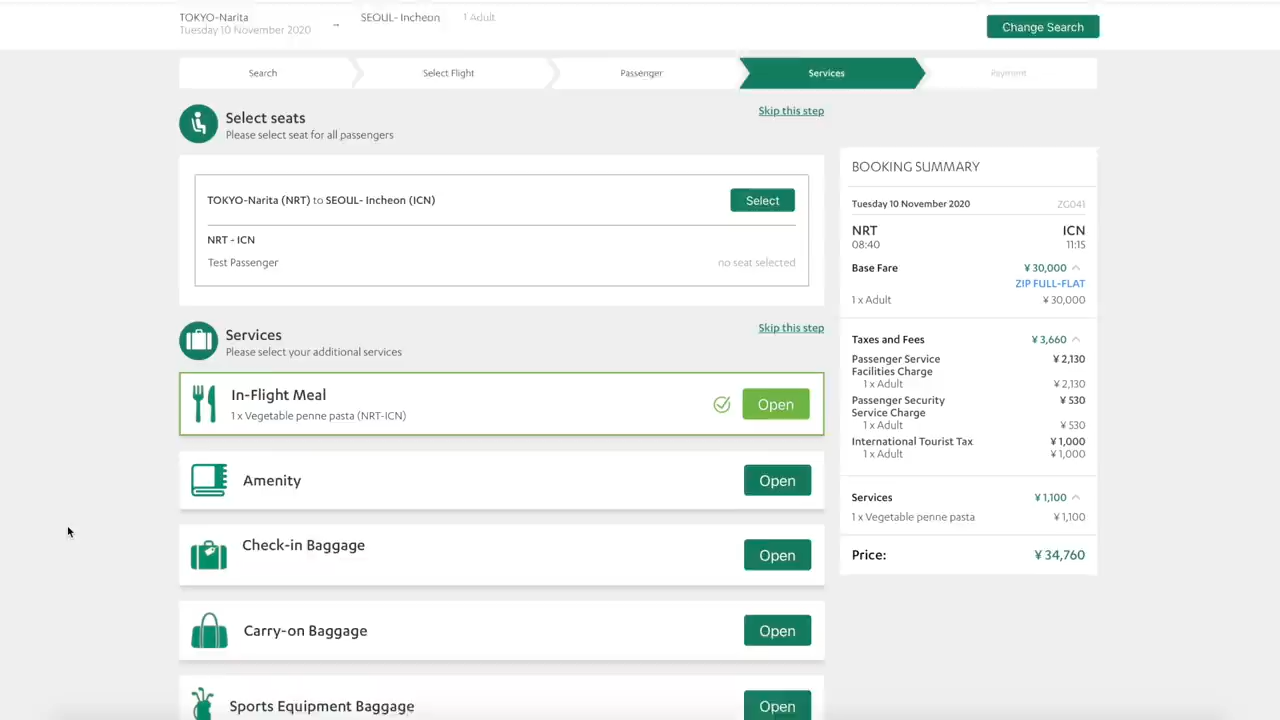 TOKYO-Narita
→
SEOUL- Incheon
1 Adult
Tuesday 10 November 2020
Change Search
Search
Select Flight
Passenger
Services
Payment
Select seats
Please select seat for all passengers
Skip this step
TOKYO-Narita (NRT) to SEOUL- Incheon (ICN)
Select
NRT - ICN
Test Passenger
no seat selected
Services
Please select your additional services
Skip this step
In-Flight Meal
1 x Vegetable penne pasta (NRT-ICN)
Open
Amenity
Open
Check-in Baggage
Open
Carry-on Baggage
Open
Sports Equipment Baggage
Open
BOOKING SUMMARY
Tuesday 10 November 2020
ZG041
NRT
ICN
08:40
11:15
Base Fare
¥ 30,000
ZIP FULL-FLAT
1 x Adult
¥ 30,000
Taxes and Fees
¥ 3,660
Passenger Service
Facilities Charge
¥ 2,130
1 x Adult
¥ 2,130
Passenger Security
Service Charge
¥ 530
1 x Adult
¥ 530
International Tourist Tax
¥ 1,000
1 x Adult
¥ 1,000
Services
¥ 1,100
1 x Vegetable penne pasta
¥ 1,100
Price:
¥ 34,760